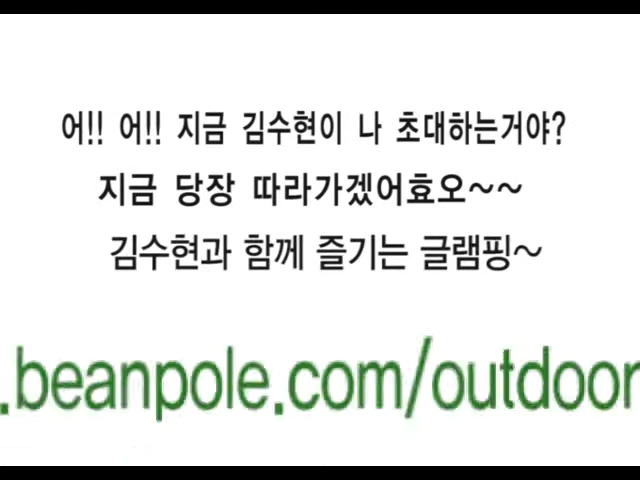 어!! 어!! 지금 김수현이 나 초대하는거야?
지금 당장 따라가겠어효오~~
김수현과 함께 즐기는 글램핑~
.beanpole.com/outdoor